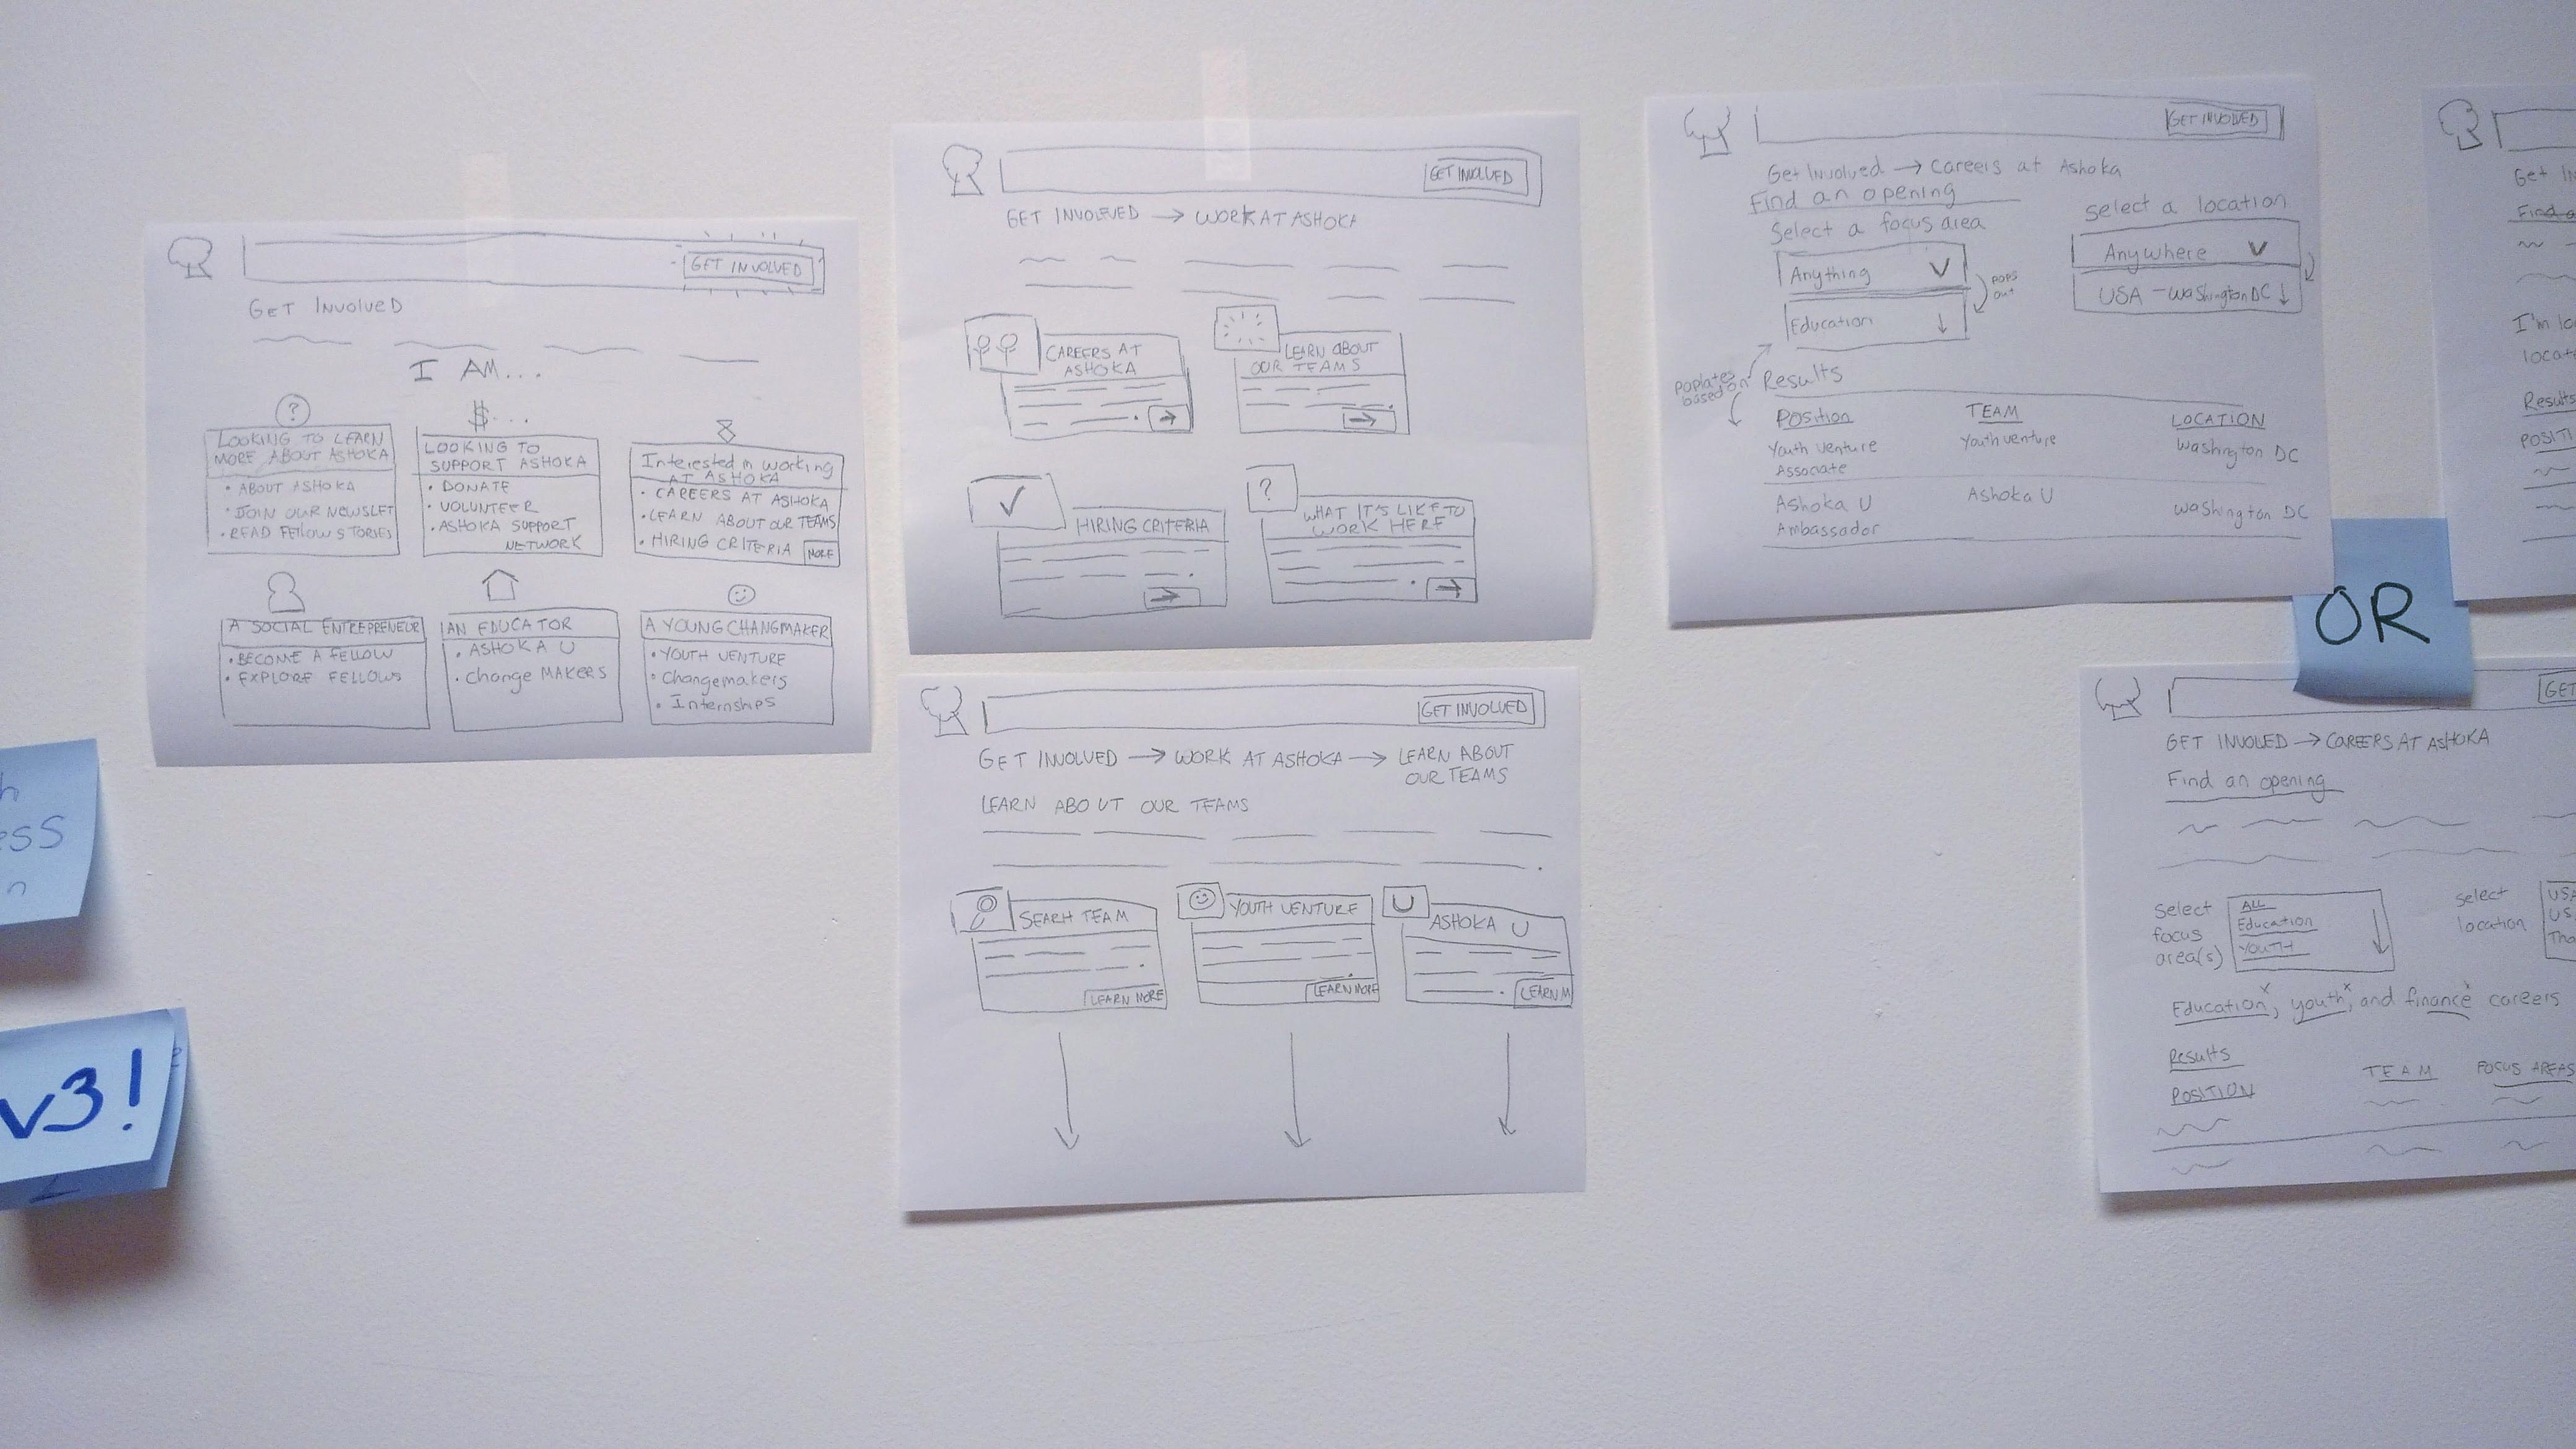 GET INVOLVED
GET INVOLVED
I AM...
?
$...
LOOKING TO LEARN
MORE ABOUT ASHOKA
• ABOUT ASHOKA
• JOIN OUR NEWSLET
• READ FELLOW STORIES
LOOKING TO
SUPPORT ASHOKA
• DONATE
• VOLUNTEER
• ASHOKA SUPPORT
NETWORK
Interested in working
AT ASHOKA
• CAREERS AT ASHOKA
• LEARN ABOUT OUR TEAMS
• HIRING CRITERIA
MORE
A SOCIAL ENTREPRENEUR
• BECOME A FELLOW
• EXPLORE FELLOWS
AN EDUCATOR
• ASHOKA U
• Change MAKERS
A YOUNG CHANGMAKER
• YOUTH VENTURE
• Changemakers
• Internships
GET INVOLVED
GET INVOLEVED → WORK AT ASHOKA
CAREERS AT
ASHOKA
LEARN ABOUT
OUR TEAMS
HIRING CRITERIA
?
WHAT IT'S LIKE TO
WORK HERE
GET INVOLVED
GET INVOLVED → WORK AT ASHOKA → LEARN ABOUT
OUR TEAMS
LEARN ABOUT OUR TEAMS
SEARH TEAM
LEARN MORE
YOUTH VENTURE
LEARN MORE
U
ASHOKA U
LEARN M
GET INVOLVED
Get Involved → Careers at Ashoka
Find an opening
Select a focus area
Anything
Education
pops
out
Select a location
Anywhere
USA - Washington DC
poplates
based on
Results
POSITION TEAM LOCATION
Youth Venture
Associate
Youth venture
Washington DC
Ashoka U
Ambassador
Ashoka U
Washington DC
Get In
I'm lo
locat
Results
POSITI
OR
GET
GET INVOLED → CAREERS AT ASHOKA
Find an opening
Select
focus
area(s)
ALL
Education
YOUTH
select
location
USA
US
Tha
Education x, youth x, and finance x careers
Results
POSITION TEAM FOCUS AREAS
h
ess
n
v3!